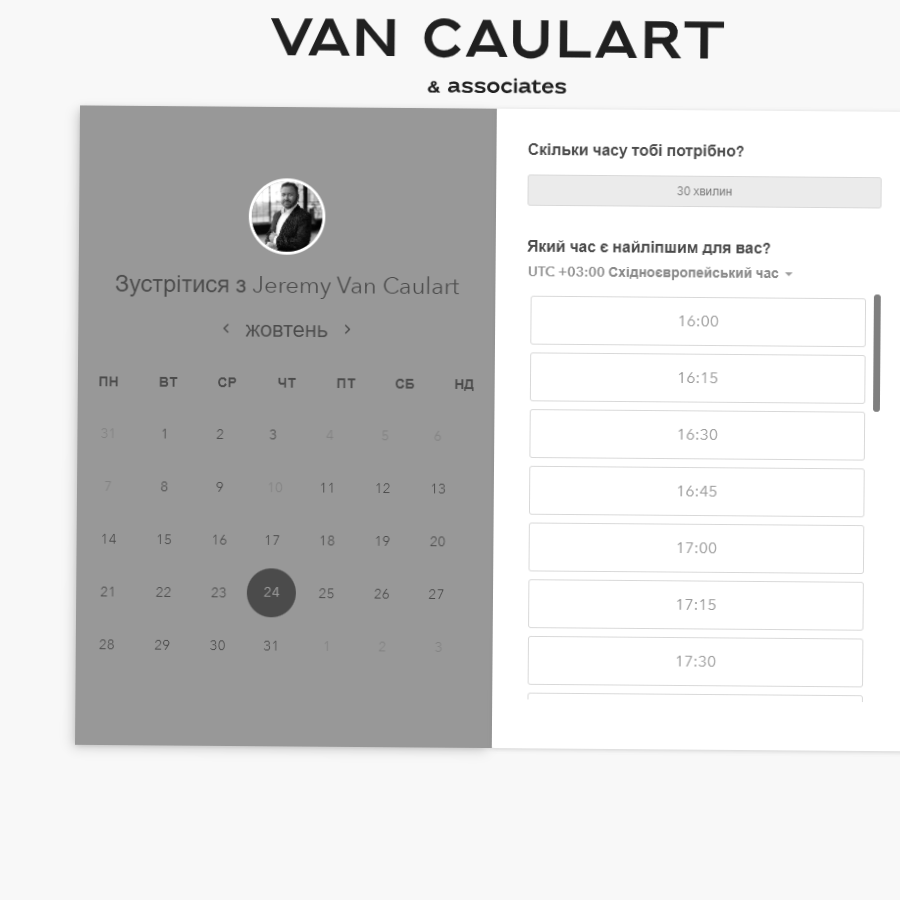 VAN CAULART
& associates
Зустрітися з Jeremy Van Caulart
жовтень
ПН ВТ СР ЧТ ПТ СБ НД
31 1 2 3 4 5 6
7 8 9 10 11 12 13
14 15 16 17 18 19 20
21 22 23 24 25 26 27
28 29 30 31 1 2 3
Скільки часу тобі потрібно?
30 хвилин
Який час є найліпшим для вас?
UTC +03:00 Східноєвропейський час
16:00
16:15
16:30
16:45
17:00
17:15
17:30